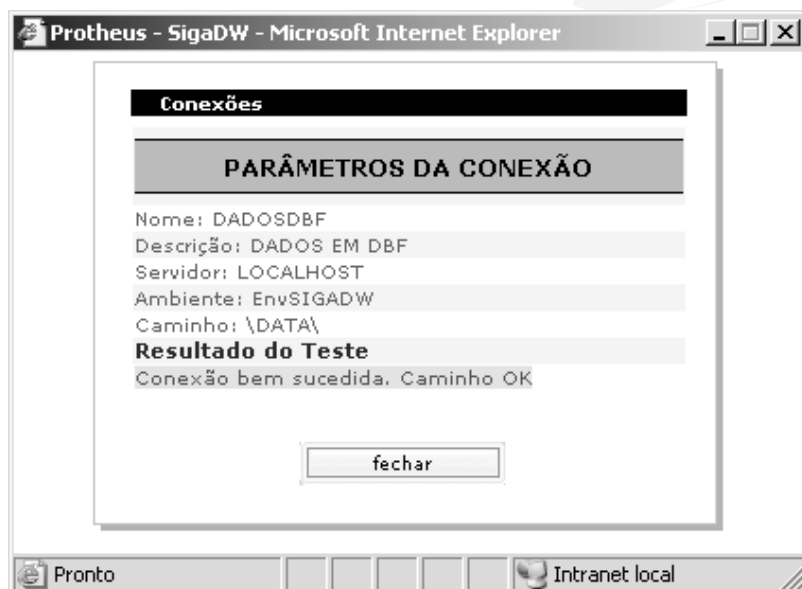 Protheus - SigaDW - Microsoft Internet Explorer
Conexões
PARÂMETROS DA CONEXÃO
Nome: DADOSDBF
Descrição: DADOS EM DBF
Servidor: LOCALHOST
Ambiente: EnvSIGADW
Caminho: \DATA\
Resultado do Teste
Conexão bem sucedida. Caminho OK
fechar
Pronto
Intranet local